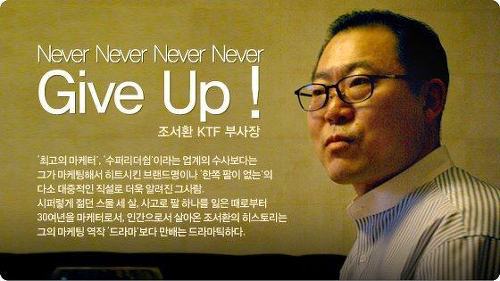 Never Never Never Never
Give Up !
조서환 KTF 부사장
'최고의 마케터', '수퍼리더쉽'이라는 업계의 수사보다는
그가 마케팅해서 히트시킨 브랜드명이나 '한쪽 팔이 없는'의
다소 대중적인 직설로 더욱 알려진 그사람.
시퍼렇게 젊던 스물 세 살, 사고로 팔 하나를 잃은 때로부터
30여년을 마케터로서, 인간으로서 살아온 조서환의 히스토리는
그의 마케팅 역작 '드라마'보다 만배는 드라마틱하다.